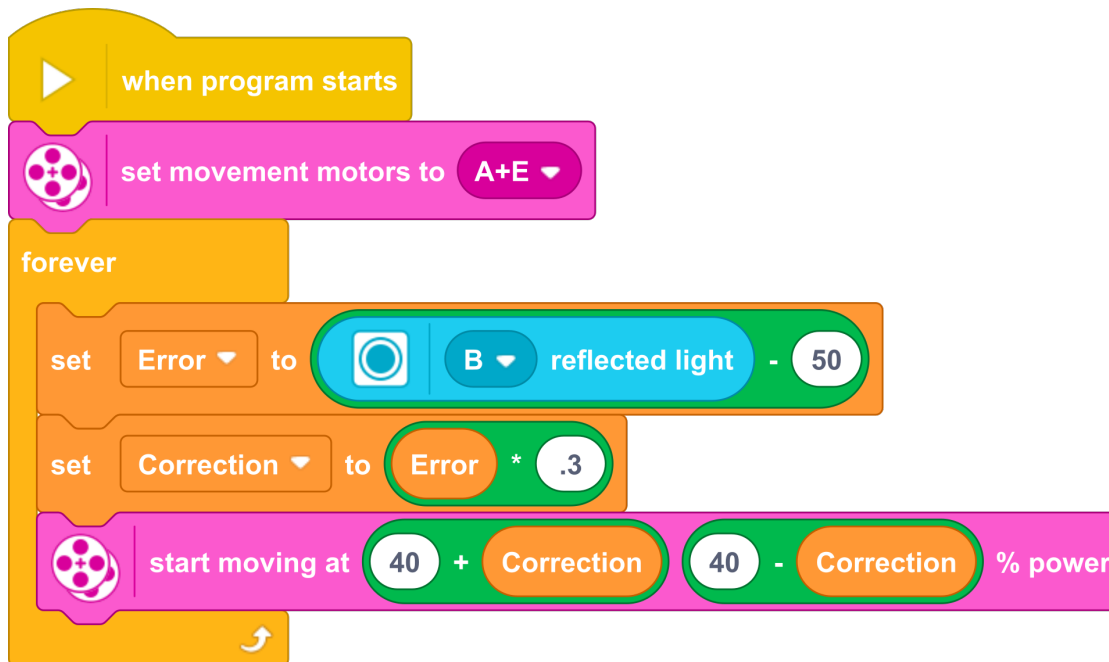 when program starts
set movement motors to A+E
forever
set Error to B reflected light - 50
set Correction to Error * .3
start moving at 40 + Correction 40 - Correction % power